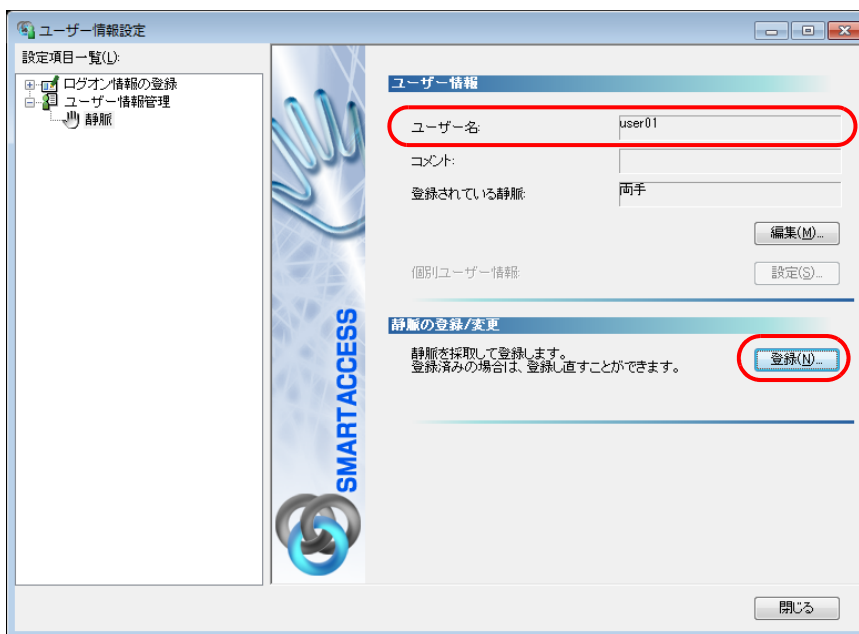 ユーザー情報設定
設定項目一覧(L):
ログオン情報の登録
ユーザー情報管理
静脈
SMARTACCESS
ユーザー情報
ユーザー名: user01
コメント:
登録されている静脈: 両手
編集(M)...
個別ユーザー情報: 設定(S)...
静脈の登録/変更
静脈を採取して登録します。
登録済みの場合は、登録し直すことができます。
登録(N)...
閉じる